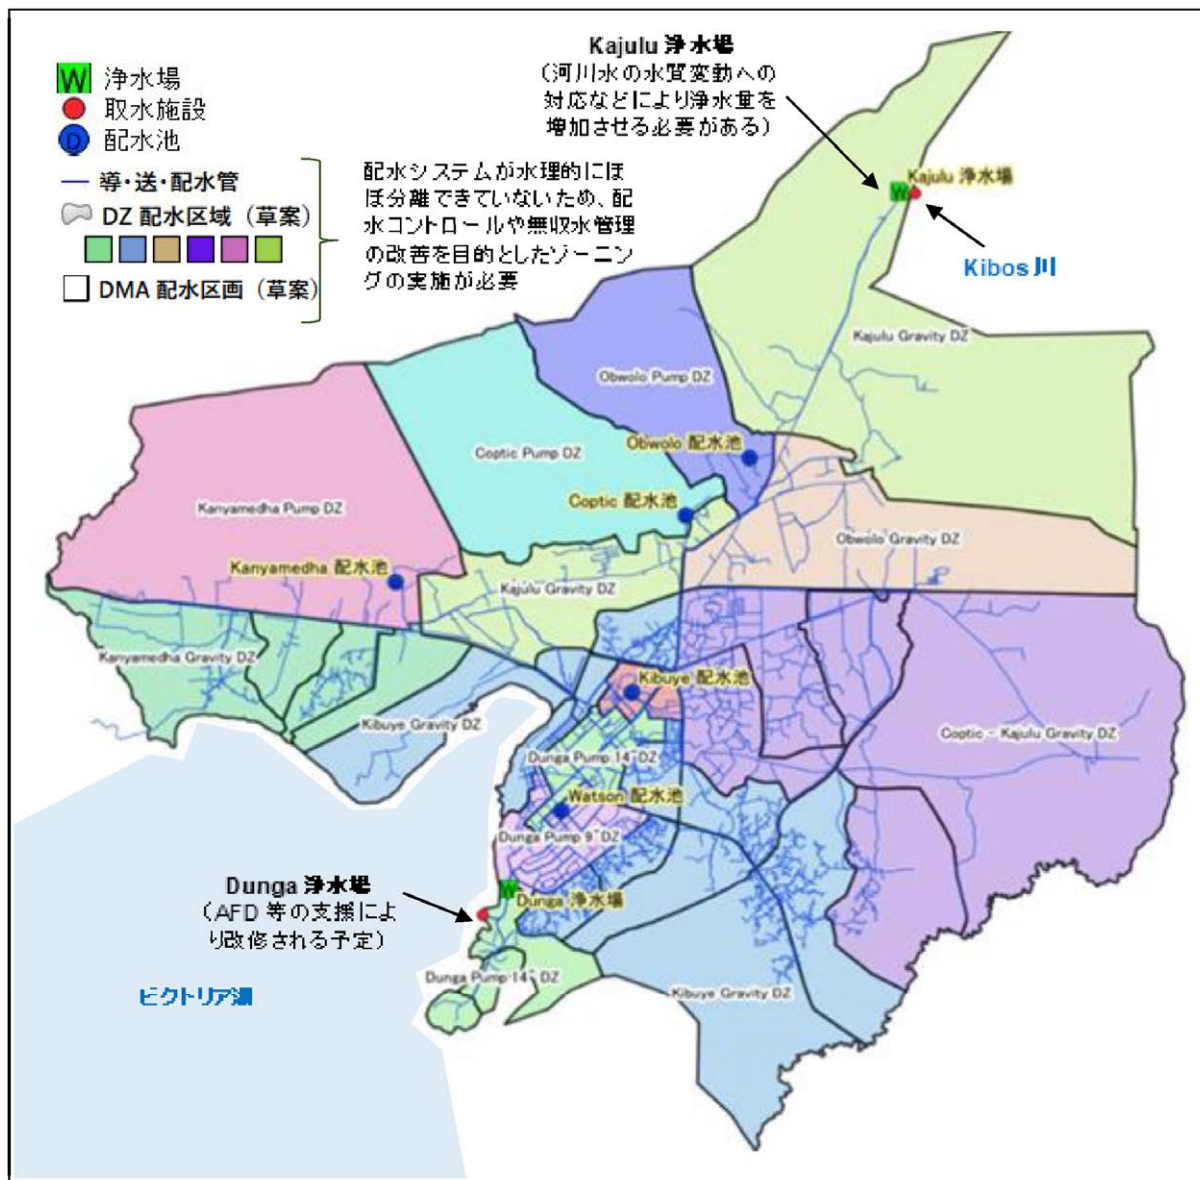 Kajulu 浄水場
（河川水の水質変動への
対応などにより浄水量を
増加させる必要がある）
W 浄水場
取水施設
D 配水池
導・送・配水管
DZ 配水区域（草案）
DMA 配水区画（草案）
配水システムが水理的にほ
ぼ分離できていないため、配
水コントロールや無収水管理
の改善を目的としたゾーニン
グの実施が必要
W Kajulu 浄水場
Kibos 川
Kajulu Gravity DZ
Obwolo Pump DZ
Obwolo 配水池
Coptic Pump DZ
Coptic 配水池
Kanyamedha Pump DZ
Obwolo Gravity DZ
Kanyamedha 配水池
Kajulu Gravity DZ
Kanyamedha Gravity DZ
Kibuye 配水池
Kibuye Gravity DZ
Coptic - Kajulu Gravity DZ
Dunga Pump 14" DZ
Watson 配水池
Dunga Pump 9" DZ
Dunga 浄水場
（AFD 等の支援によ
り改修される予定）
W Dunga 浄水場
Dunga Pump 14" DZ
Kibuye Gravity DZ
ビクトリア湖